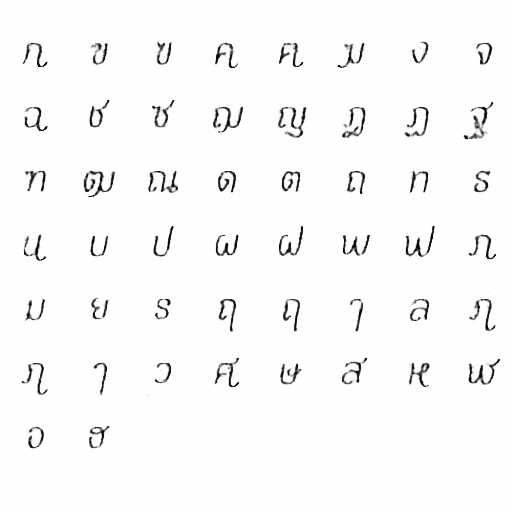 ก ข ฃ ค ฅ ฆ ง จ
ฉ ช ซ ฌ ญ ฎ ฏ ฐ
ฑ ฒ ณ ด ต ถ ท ธ
น บ ป ผ ฝ พ ฟ ภ
ม ย ร ฤ ฤ ๅ ล ฦ
ฦ ๅ ว ศ ษ ส ห ฬ
อ ฮ